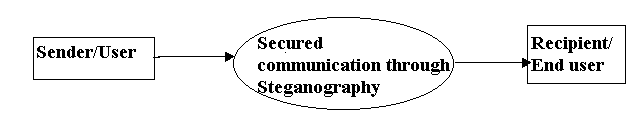 Sender/User
Secured
communication through
Steganography
Recipient/
End user